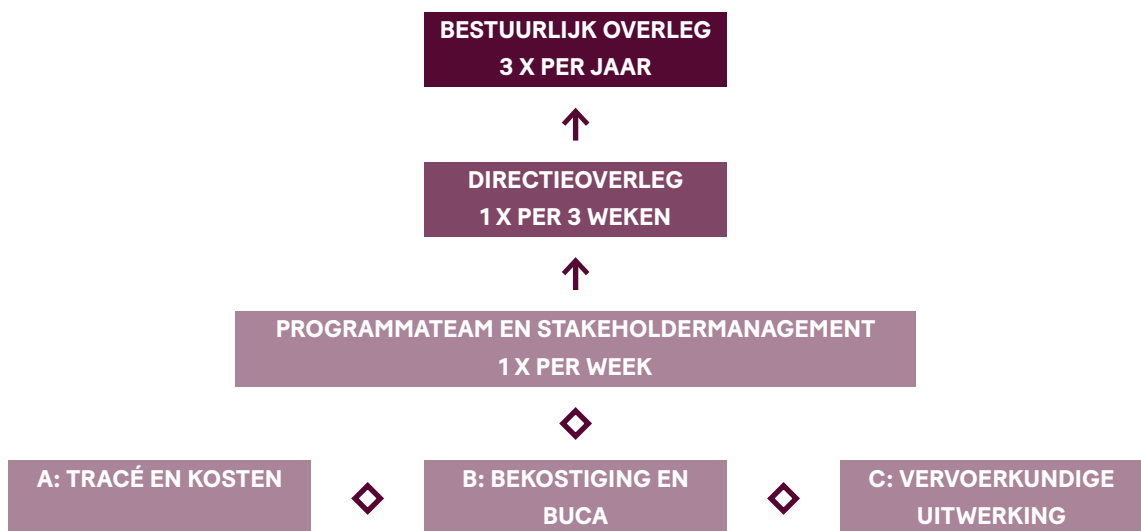 BESTUURLIJK OVERLEG
3 X PER JAAR
DIRECTIEOVERLEG
1 X PER 3 WEKEN
PROGRAMMATEAM EN STAKEHOLDERMANAGEMENT
1 X PER WEEK
A: TRACÉ EN KOSTEN
B: BEKOSTIGING EN
BUCA
C: VERVOERKUNDIGE
UITWERKING